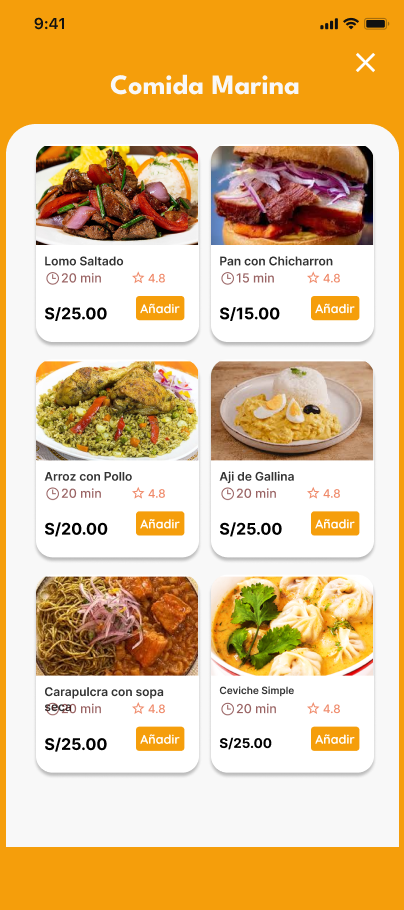 9:41
Comida Marina
Lomo Saltado
20 min
4.8
S/25.00
Añadir
Pan con Chicharron
15 min
4.8
S/15.00
Añadir
Arroz con Pollo
20 min
4.8
S/20.00
Añadir
Aji de Gallina
20 min
4.8
S/25.00
Añadir
Carapulcra con sopa
seca
20 min
4.8
S/25.00
Añadir
Ceviche Simple
20 min
4.8
S/25.00
Añadir